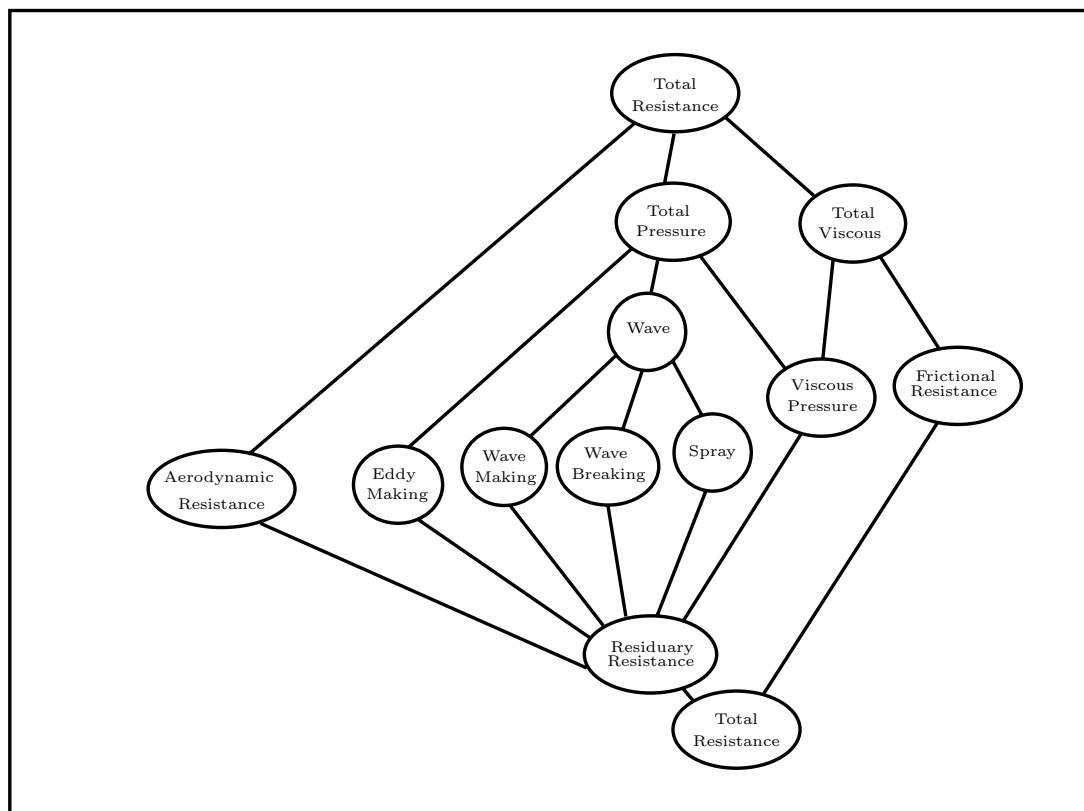 Total
Resistance
Total
Pressure
Total
Viscous
Wave
Viscous
Pressure
Frictional
Resistance
Aerodynamic
Resistance
Eddy
Making
Wave
Making
Wave
Breaking
Spray
Residuary
Resistance
Total
Resistance